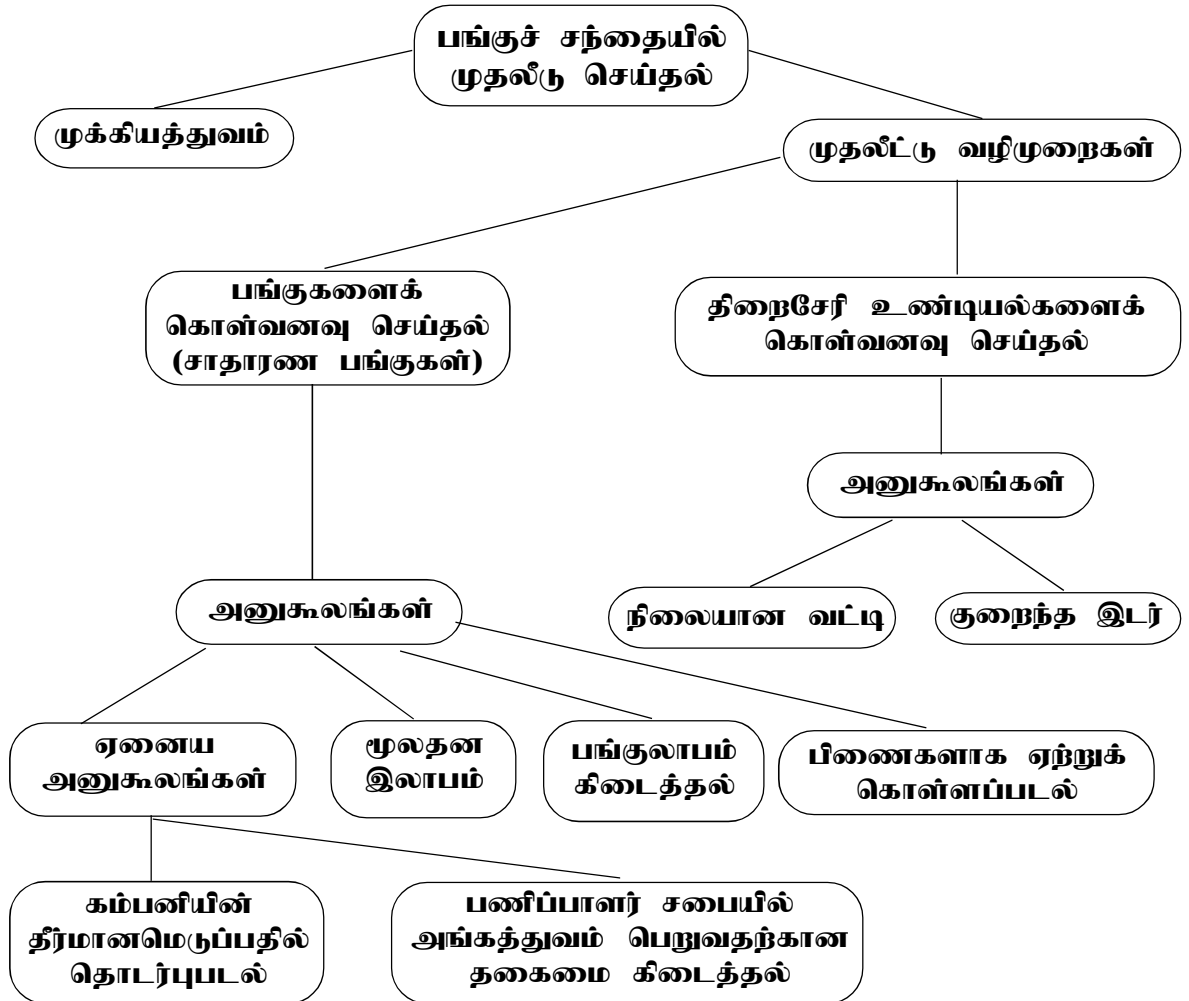 பங்குச் சந்தையில்
முதலீடு செய்தல்
முக்கியத்துவம்
முதலீட்டு வழிமுறைகள்
பங்குகளைக்
கொள்வனவு செய்தல்
(சாதாரண பங்குகள்)
திறைசேரி உண்டியல்களைக்
கொள்வனவு செய்தல்
அனுகூலங்கள்
நிலையான வட்டி
குறைந்த இடர்
அனுகூலங்கள்
ஏனைய
அனுகூலங்கள்
மூலதன
இலாபம்
பங்குலாபம்
கிடைத்தல்
பிணைகளாக ஏற்றுக்
கொள்ளப்படல்
கம்பனியின்
தீர்மானமெடுப்பதில்
தொடர்புபடல்
பணிப்பாளர் சபையில்
அங்கத்துவம் பெறுவதற்கான
தகைமை கிடைத்தல்